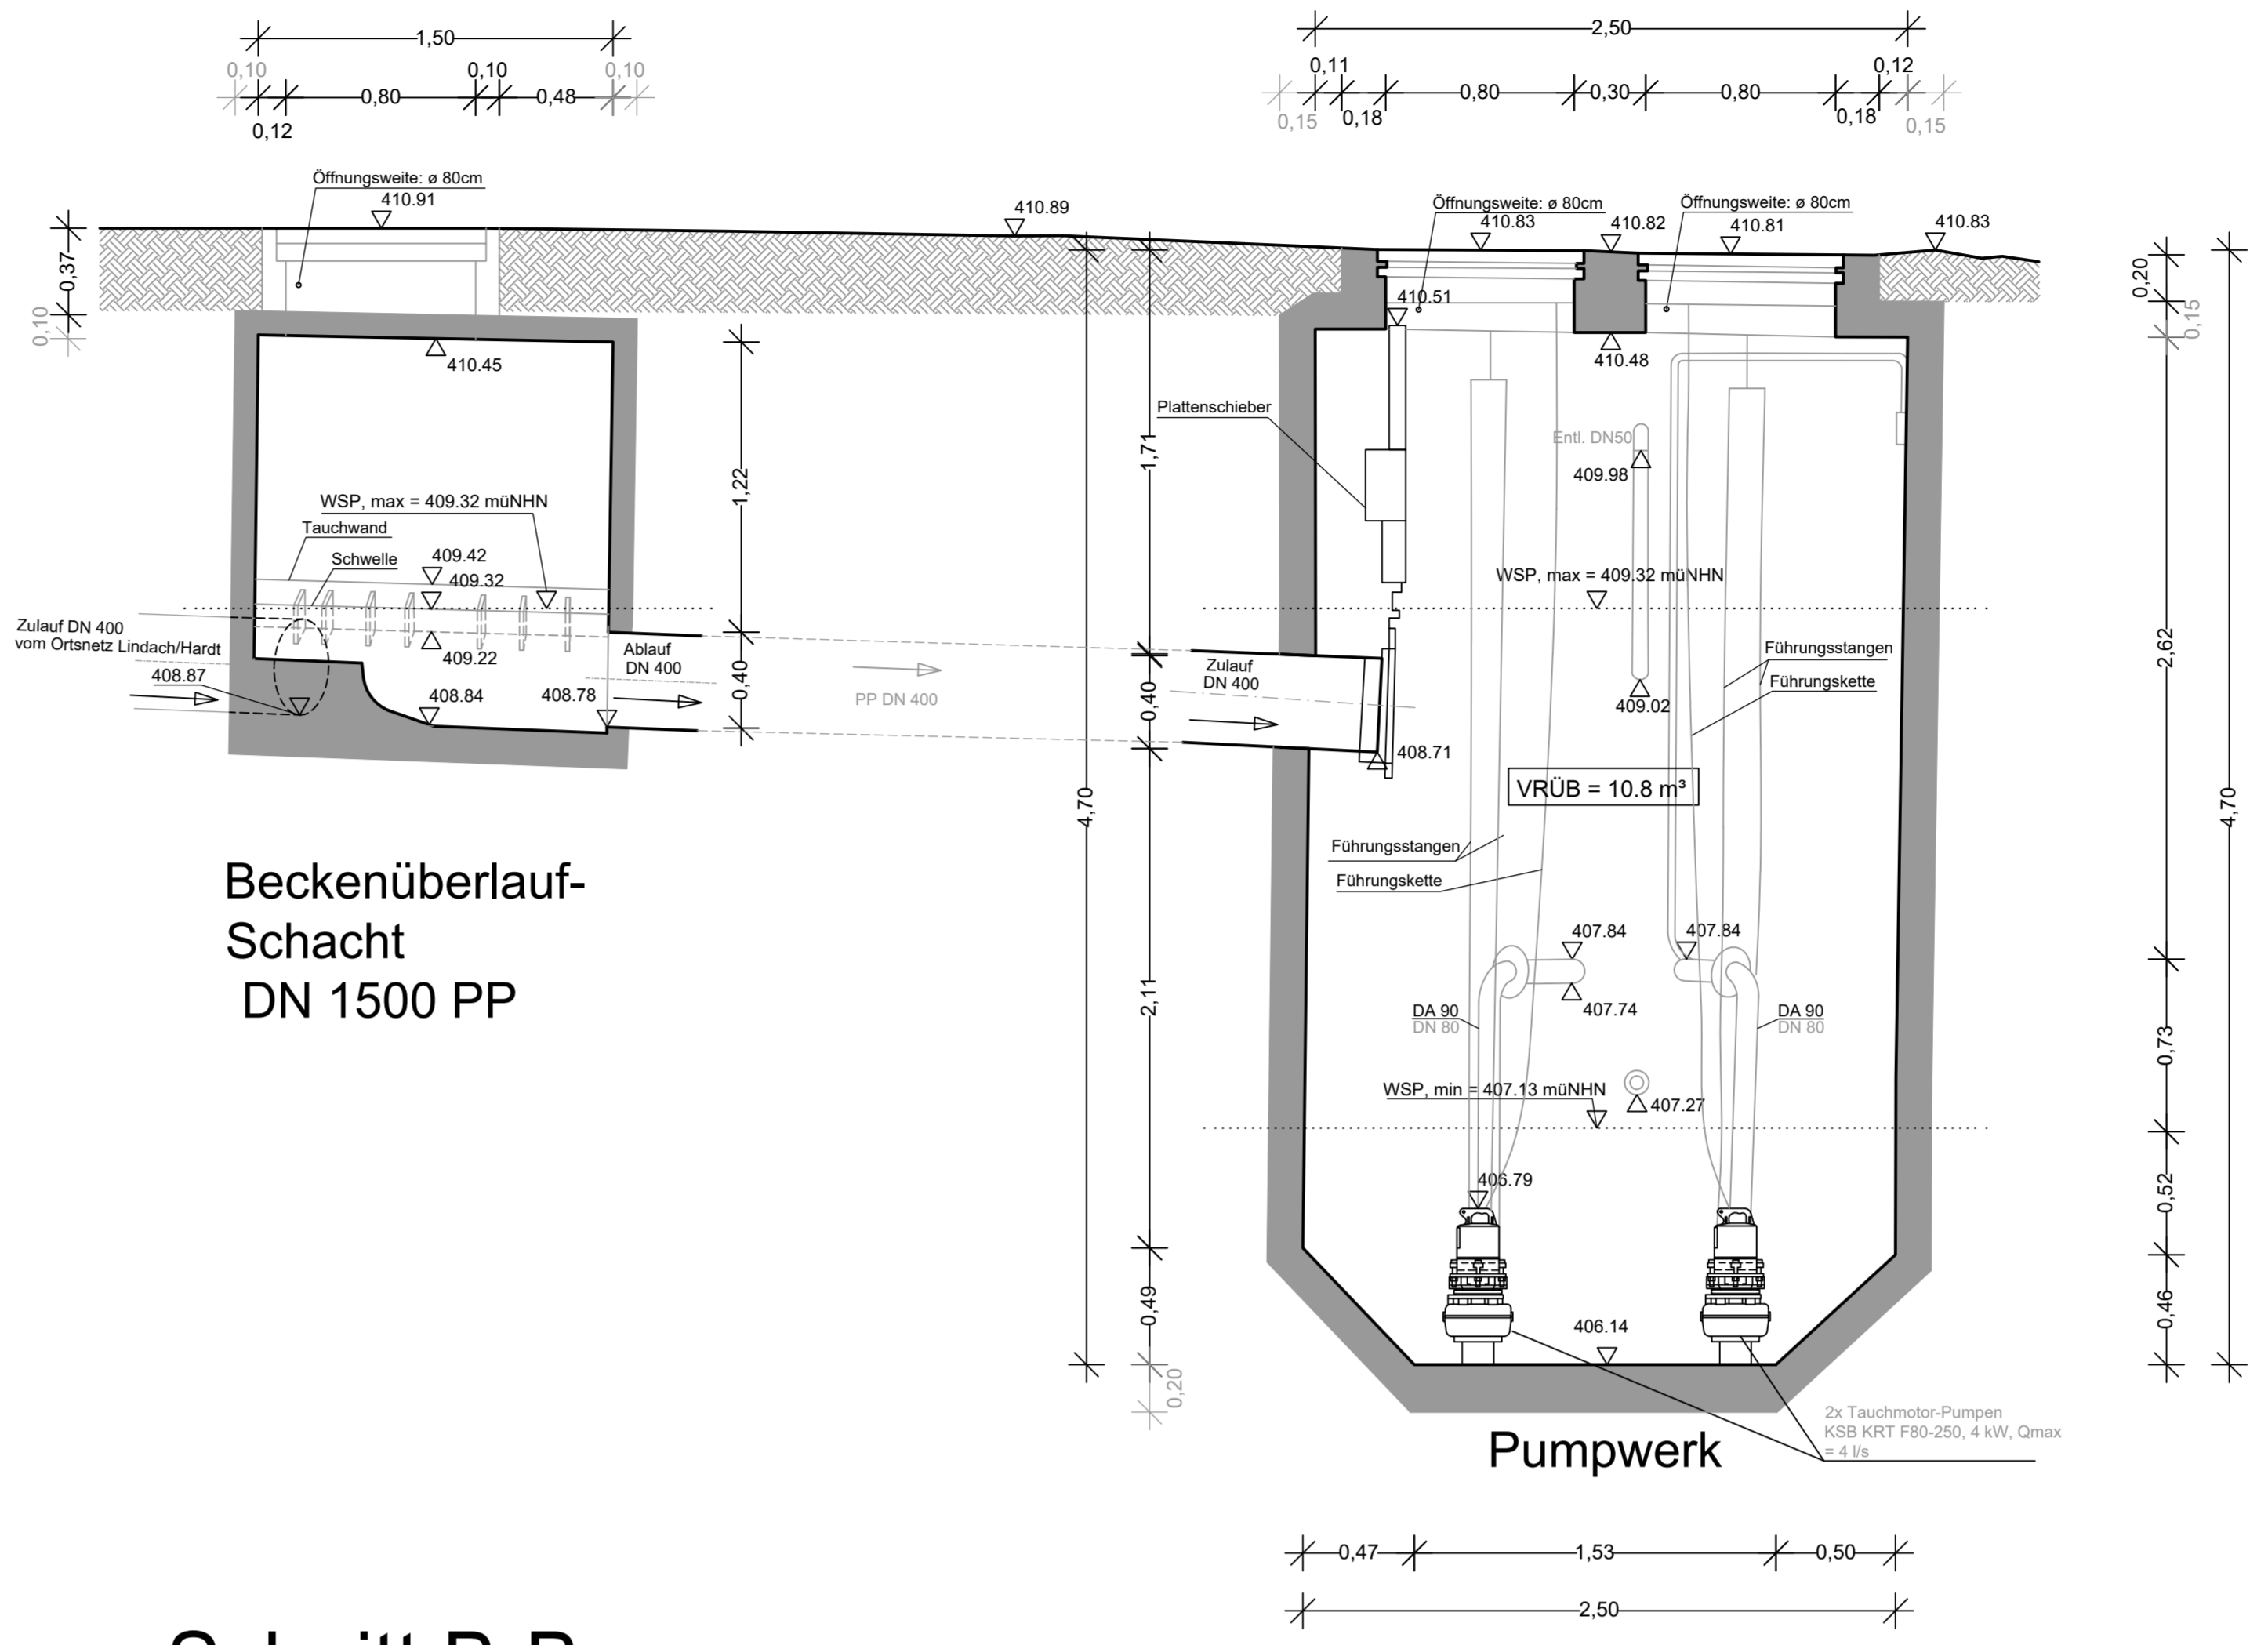 1,50
0,10
0,10
0,10
0,80
0,48
0,12
2,50
0,11
0,12
0,80
0,30
0,80
0,15
0,18
0,18
0,15
Öffnungsweite: ø 80cm
410.91
410.89
Öffnungsweite: ø 80cm
410.83
410.82
Öffnungsweite: ø 80cm
410.81
410.83
0,37
0,10
0,20
0,15
410.51
410.45
410.48
Plattenschieber
1,22
1,71
Entl. DN50
409.98
WSP, max = 409.32 müNHN
Tauchwand
Schwelle
409.42
409.32
409.22
WSP, max = 409.32 müNHN
Zulauf DN 400
vom Ortsnetz Lindach/Hardt
408.87
408.84
408.78
Ablauf
DN 400
0,40
PP DN 400
0,40
Zulauf
DN 400
408.71
409.02
Führungsstangen
Führungskette
2,62
VRÜB = 10.8 m³
4,70
4,70
Führungsstangen
Führungskette
Beckenüberlauf-
Schacht
DN 1500 PP
2,11
407.84
407.84
407.74
DA 90
DN 80
DA 90
DN 80
0,73
WSP, min = 407.13 müNHN
407.27
406.79
0,52
0,49
0,46
406.14
0,20
Pumpwerk
2x Tauchmotor-Pumpen
KSB KRT F80-250, 4 kW, Qmax
= 4 l/s
0,47
1,53
0,50
2,50